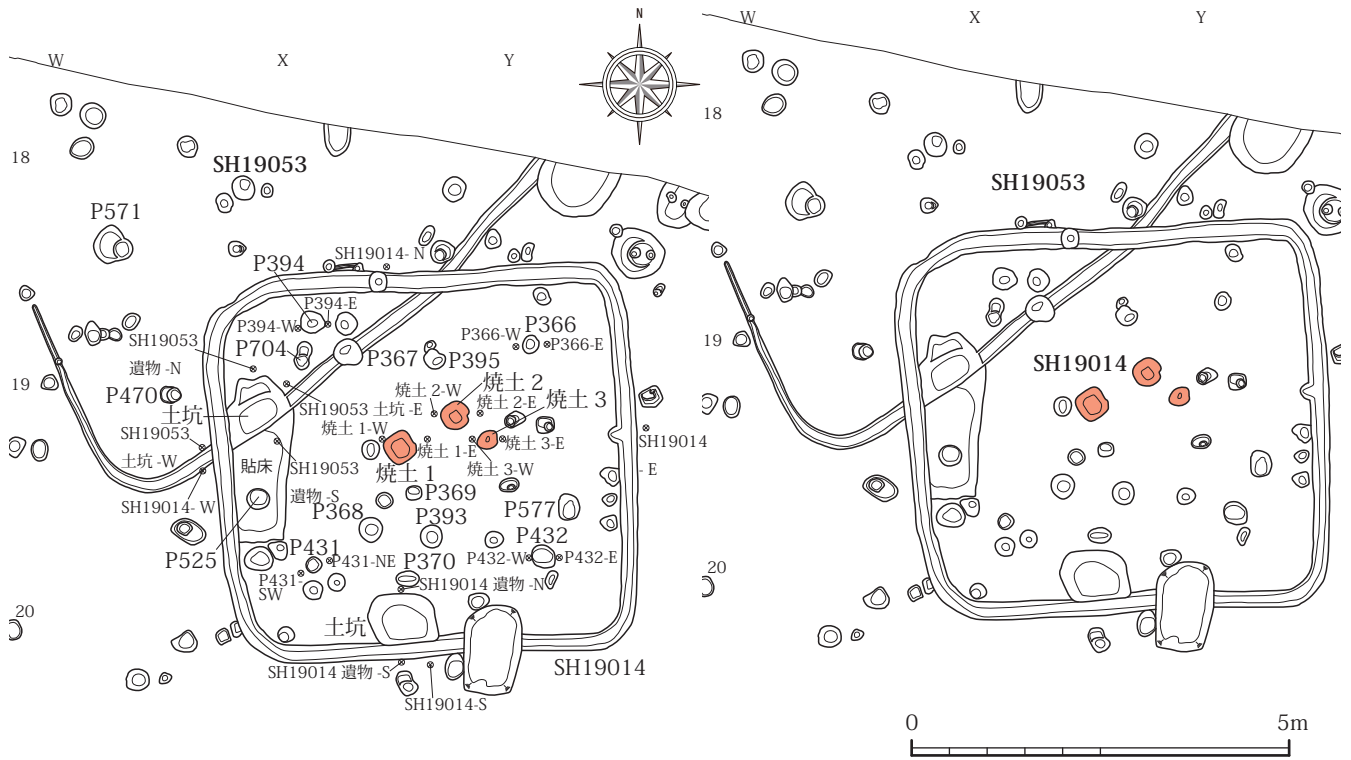 N
W
X
Y
18
SH19053
P571
SH19014- N
P394
P394-E
P394-W
P366-W
P366
P366-E
SH19053
遺物 -N
P704
P367
P395
19
P470
焼土 2-W
焼土 2
焼土 2-E
焼土 3
土坑
SH19053 土坑 -E
焼土 1-W
SH19053
土坑 -W
貼床
SH19053
遺物 -S
焼土 1-E
焼土 3-E
焼土 3-W
焼土 1
SH19014
- E
SH19014- W
P369
P368
P393
P577
P432
P525
P431
P431-NE
P370
P432-W
P432-E
P431-
SW
SH19014 遺物 -N
20
土坑
SH19014 遺物 -S
SH19014
SH19014-S
W
X
Y
18
SH19053
19
SH19014
20
0
5m